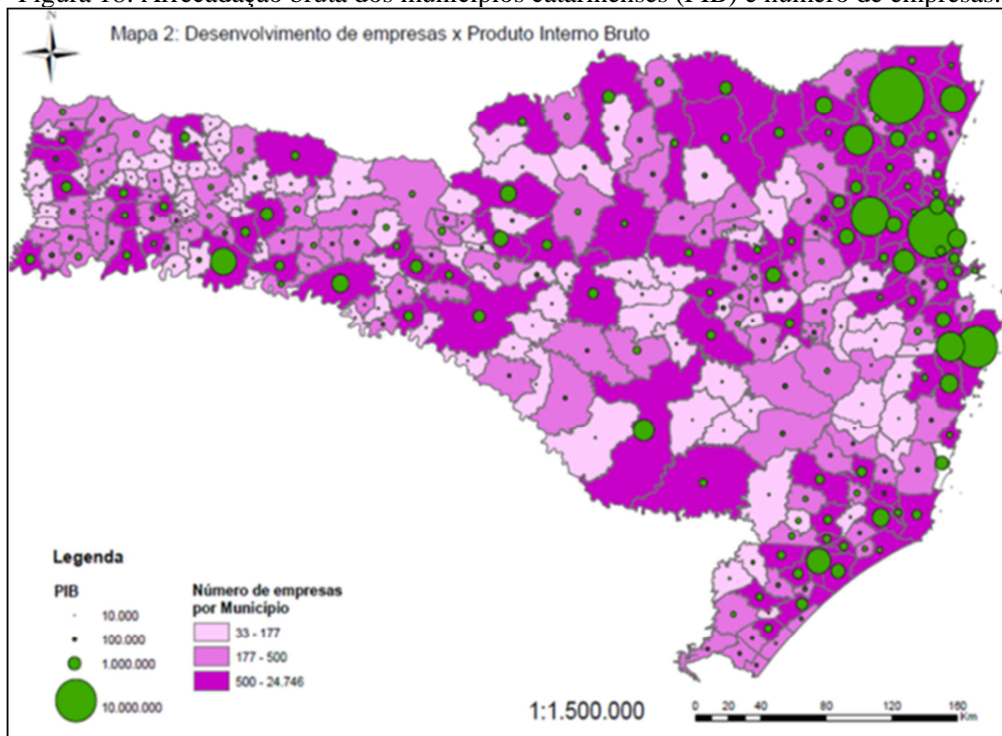 Figura 18: Arrecadação bruta dos municípios catarinenses (PIB) e número de empresas.
N
Mapa 2: Desenvolvimento de empresas x Produto Interno Bruto
Legenda
PIB
10.000
100.000
1.000.000
10.000.000
Número de empresas
por Município
33 - 177
177 - 500
500 - 24.746
1:1.500.000
0 20 40 80 120 160
Km